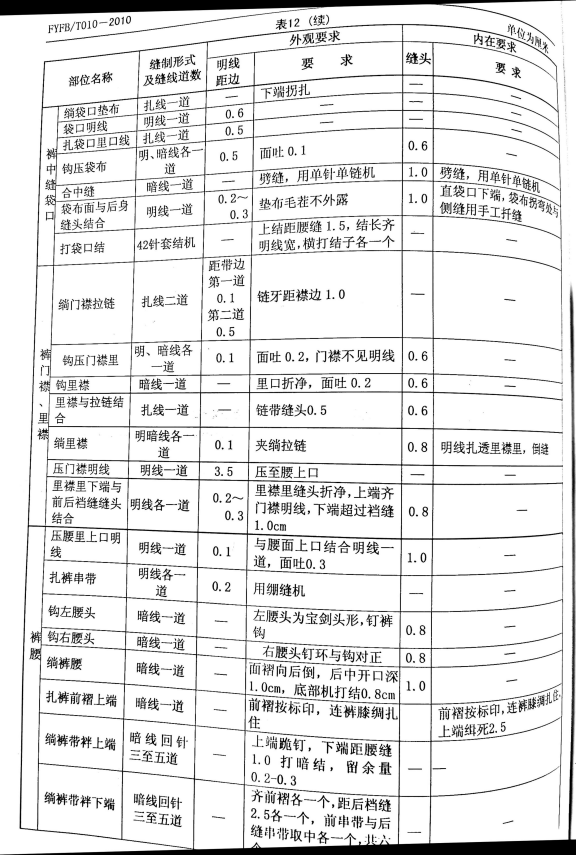 FYFB/T010－2010
表12（续）
单位为厘米
部位名称 缝制形式及缝线道数 外观要求 内在要求
明线距边 要 求 缝头 要 求
裤中缝袋口
绱袋口垫布 扎线一道 — 下端拐扎 — —
袋口明线 明线一道 0.6 — — —
扎袋口里口线 扎线一道 0.5 — — —
钩压袋布 明、暗线各一道 0.5 面吐 0.1 0.6 —
合中缝 暗线一道 — 劈缝，用单针单链机 1.0 劈缝，用单针单链机
袋布面与后身缝头结合 明线一道 0.2～0.3 垫布毛茬不外露 1.0 直袋口下端，袋布拐弯处与侧缝用手工扦缝
打袋口结 42针套结机 — 上结距腰缝 1.5，结长齐明线宽，横打结子各一个 — —
裤门襟、里襟
绱门襟拉链 扎线二道 距带边第一道0.1第二道0.5 链牙距襟边 1.0 — —
钩压门襟里 明、暗线各一道 0.1 面吐 0.2，门襟不见明线 0.6 —
钩里襟 暗线一道 — 里口折净，面吐 0.2 0.6 —
里襟与拉链结合 扎线一道 — 链带缝头0.5 0.6
绱里襟 明暗线各一道 0.1 夹绱拉链 0.8 明线扎透里襟里，倒缝
压门襟明线 明线一道 3.5 压至腰上口 — —
里襟里下端与前后裆缝缝头结合 明线各一道 0.2～0.3 里襟里缝头折净，上端齐门襟明线，下端超过裆缝1.0cm 0.8 —
裤腰
压腰里上口明线 明线一道 0.1 与腰面上口结合明线一道，面吐0.3 1.0 —
扎裤串带 明线各一道 0.2 用绷缝机 — —
钩左腰头 暗线一道 — 左腰头为宝剑头形，钉裤钩 0.8 —
钩右腰头 暗线一道 — 右腰头钉环与钩对正 0.8 —
绱裤腰 暗线一道 — 面褶向后倒，后中开口深1.0cm，底部机打结0.8cm 1.0 —
扎裤前褶上端 暗线一道 — 前褶按标印，连裤膝绸扎住 — 前褶按标印，连裤膝绸扎住，上端缉死2.5
绱裤带袢上端 暗线回针三至五道 — 上端跪钉，下端距腰缝1.0 打暗结，留余量0.2-0.3 — —
绱裤带袢下端 暗线回针三至五道 — 齐前褶各一个，距后裆缝2.5各一个，前串带与后缝串带取中各一个，共六 — —